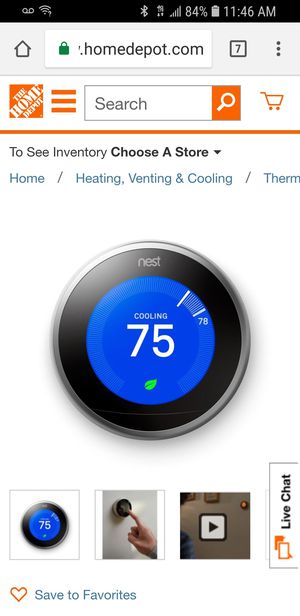 84% 11:46 AM
.homedepot.com 7
THE HOME DEPOT
Search
To See Inventory Choose A Store
Home / Heating, Venting & Cooling / Therm
nest
COOLING
78
75
75
Live Chat
Save to Favorites